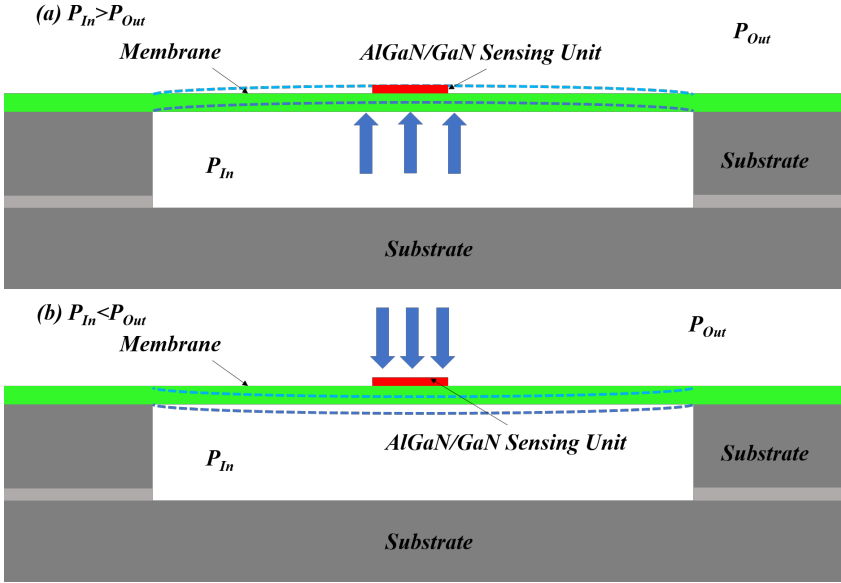 (a) P_In>P_Out
P_Out
Membrane
AlGaN/GaN Sensing Unit
P_In
Substrate
Substrate
(b) P_In<P_Out
P_Out
Membrane
AlGaN/GaN Sensing Unit
P_In
Substrate
Substrate